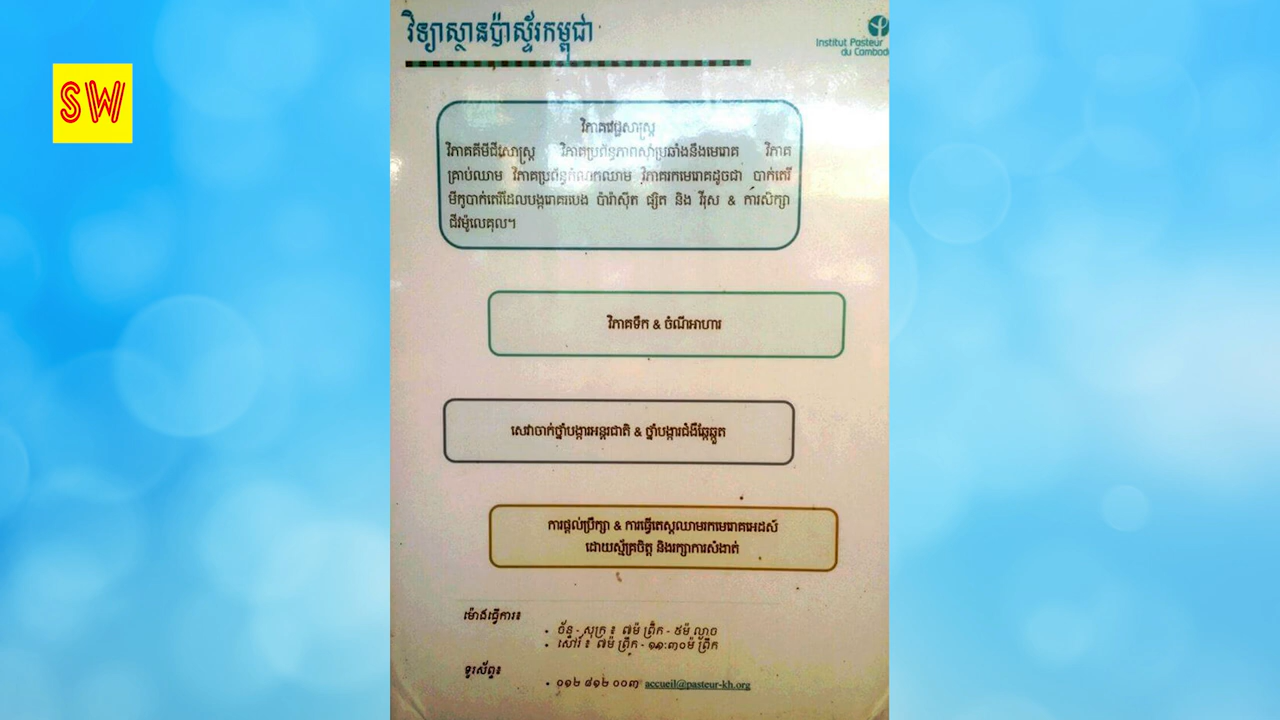 វិទ្យាស្ថានប៉ាស្ទ័រកម្ពុជា
Institut Pasteur
du Cambod
SW
វិភាគវេជ្ជសាស្ត្រ
វិភាគគីមីជីវសាស្ត្រ វិភាគប្រព័ន្ធភាពស៊ាំប្រឆាំងនឹងមេរោគ វិភាគ
គ្រាប់ឈាម វិភាគប្រព័ន្ធកំណកឈាម វិភាគរកមេរោគដូចជា បាក់តេរី
មីកូបាក់តេរីដែលបង្ករោគរបេង ប៉ារ៉ាស៊ីត ផ្សិត និង វីរុស & ការសិក្សា
ជីវម៉ូលេគុល។
វិភាគទឹក & ចំណីអាហារ
សេវាចាក់ថ្នាំបង្ការអន្តរជាតិ & ថ្នាំបង្ការជំងឺឆ្កែឆ្កួត
ការផ្តល់ប្រឹក្សា & ការធ្វើតេស្តឈាមរកមេរោគអេដស៍
ដោយស្ម័គ្រចិត្ត និងរក្សាការសំងាត់
ម៉ោងធ្វើការ៖
• ច័ន្ទ - សុក្រ ៖ ៧ម៉ ព្រឹក - ៥ម៉ ល្ងាច
• សៅរ៍ ៖ ៧ម៉ ព្រឹក - ១១:៣០ម៉ ព្រឹក
ទូរស័ព្ទ៖
• ០១២ ៨១២ ០០៣ accueil@pasteur-kh.org